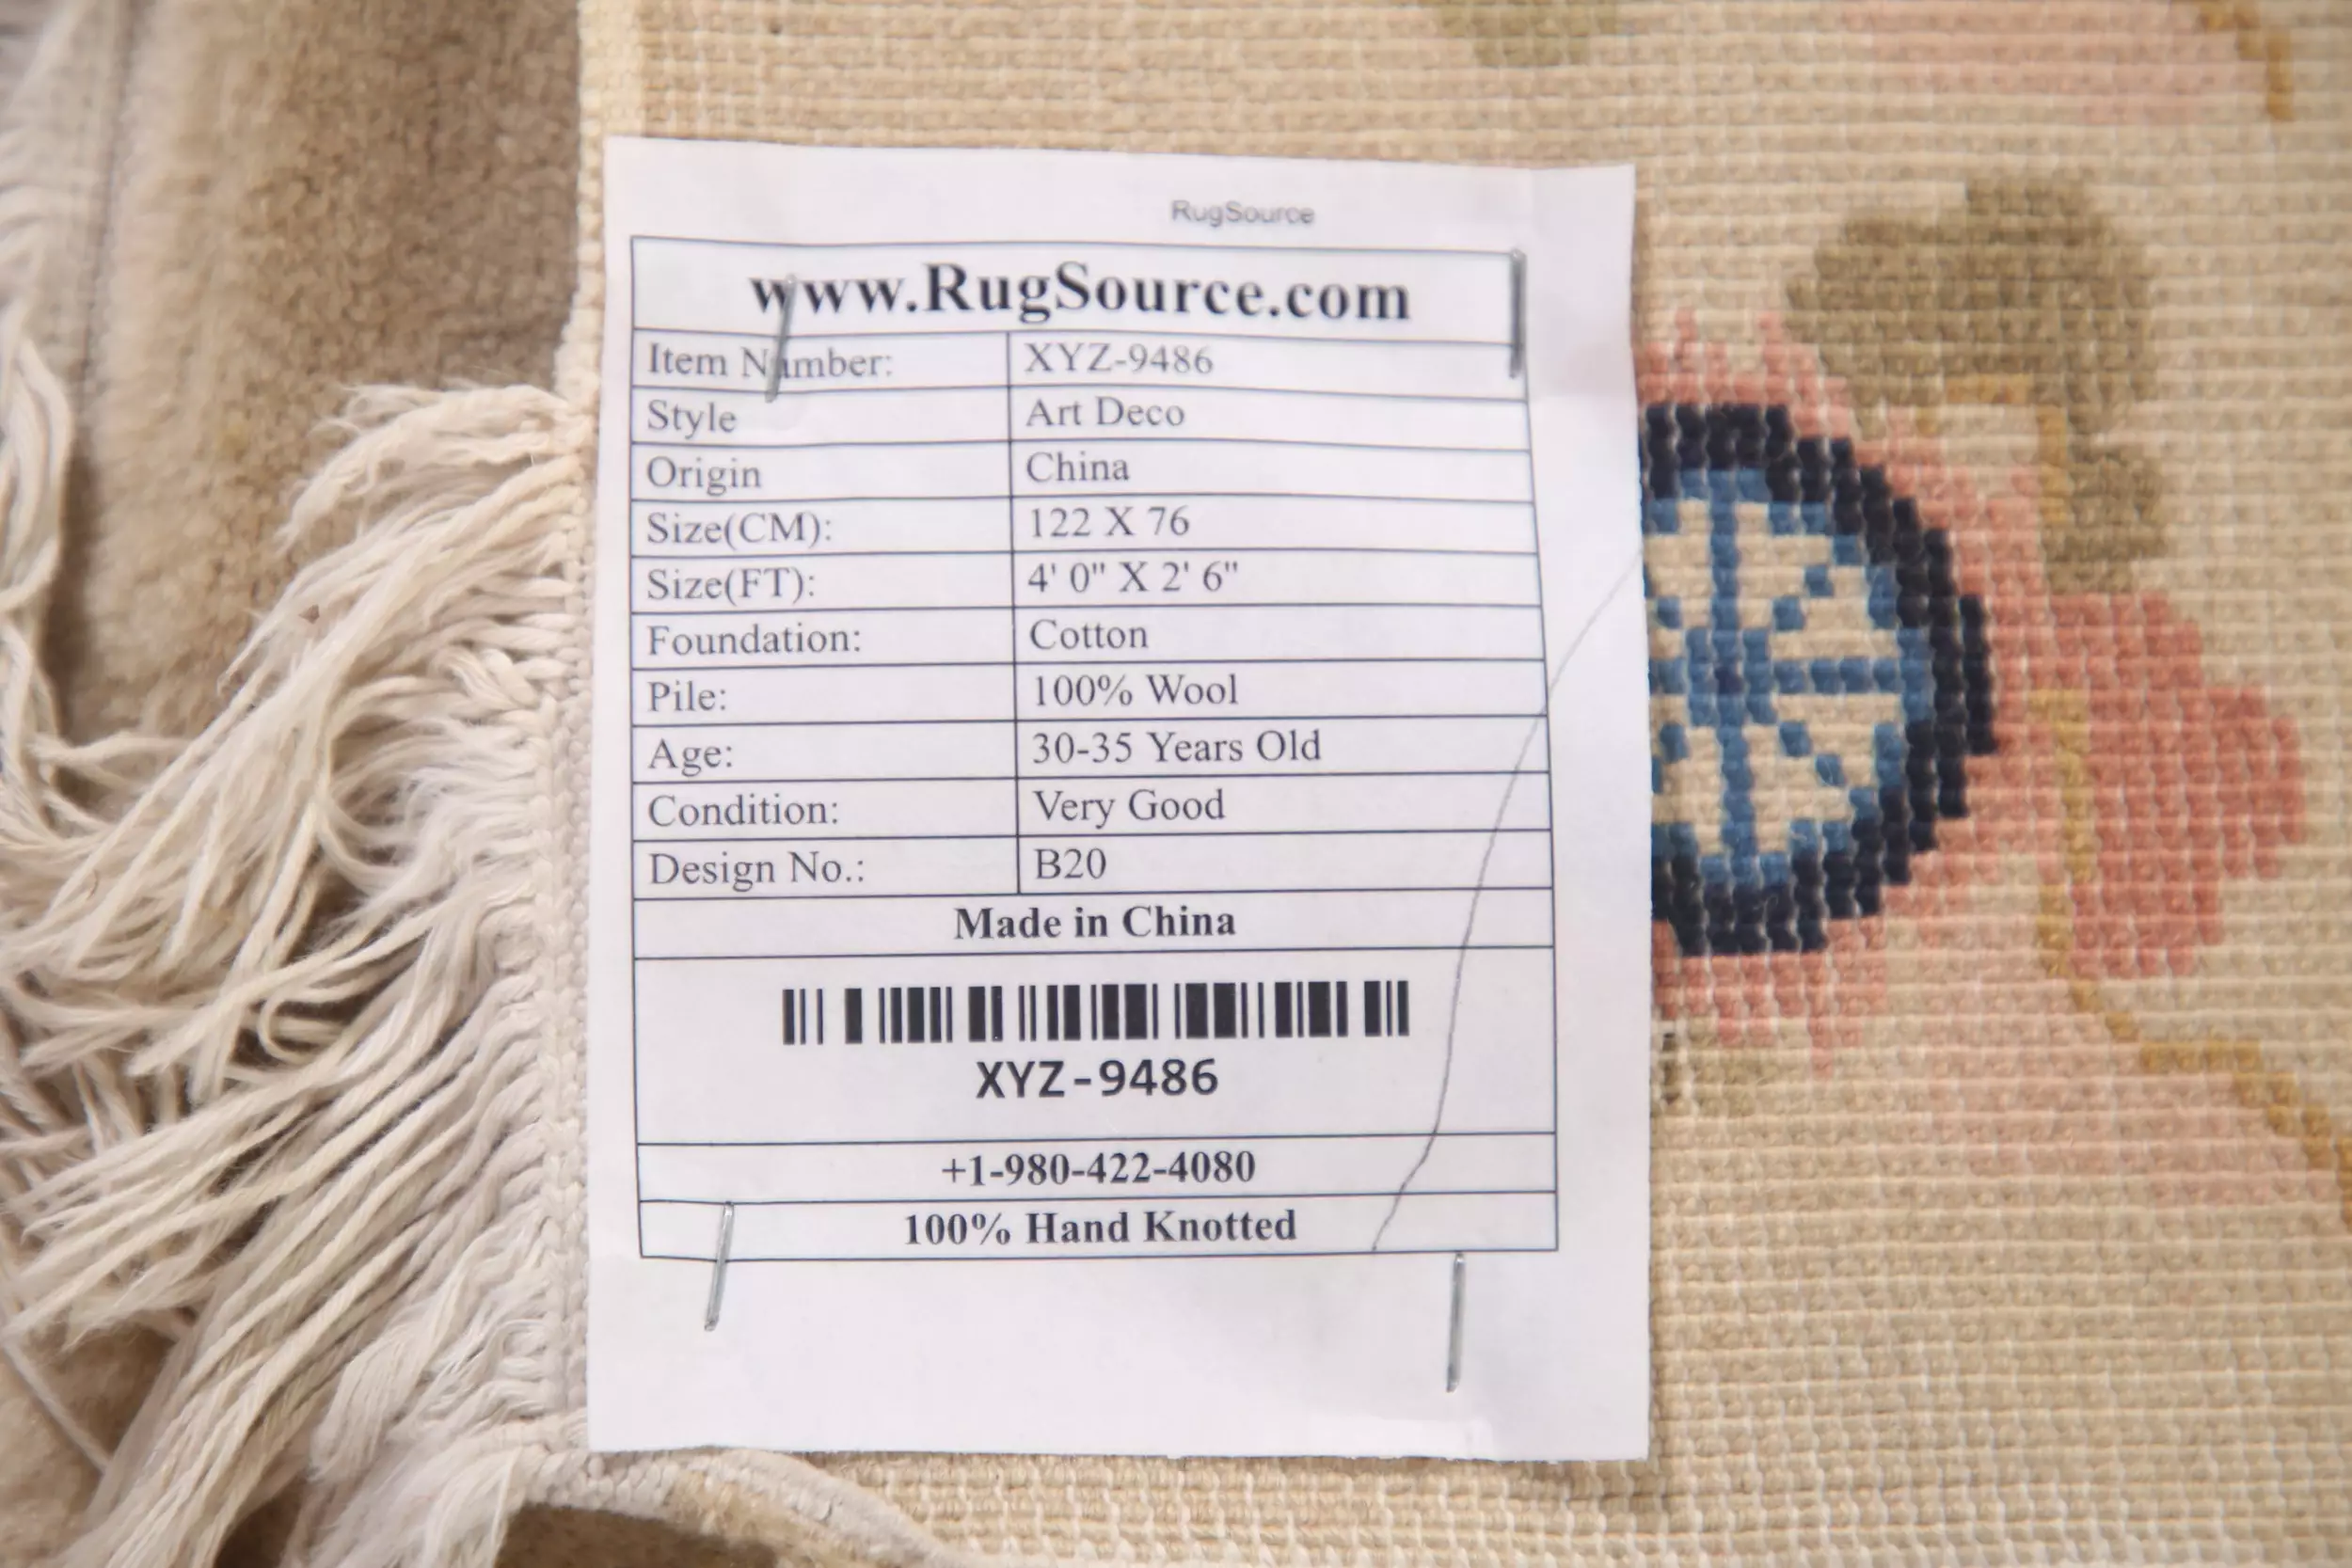 RugSource
www.RugSource.com
Item Number: XYZ-9486
Style Art Deco
Origin China
Size(CM): 122 X 76
Size(FT): 4' 0" X 2' 6"
Foundation: Cotton
Pile: 100% Wool
Age: 30-35 Years Old
Condition: Very Good
Design No.: B20
Made in China
XYZ-9486
+1-980-422-4080
100% Hand Knotted